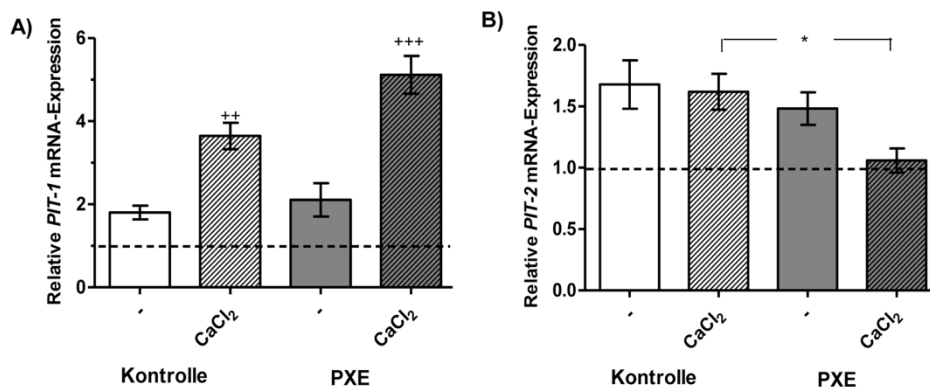 A)
Relative PIT-1 mRNA-Expression
6
4
2
0
++
+++
-
CaCl₂
-
CaCl₂
Kontrolle
PXE
B)
Relative PIT-2 mRNA-Expression
2.0
1.5
1.0
0.5
0.0
*
-
CaCl₂
-
CaCl₂
Kontrolle
PXE